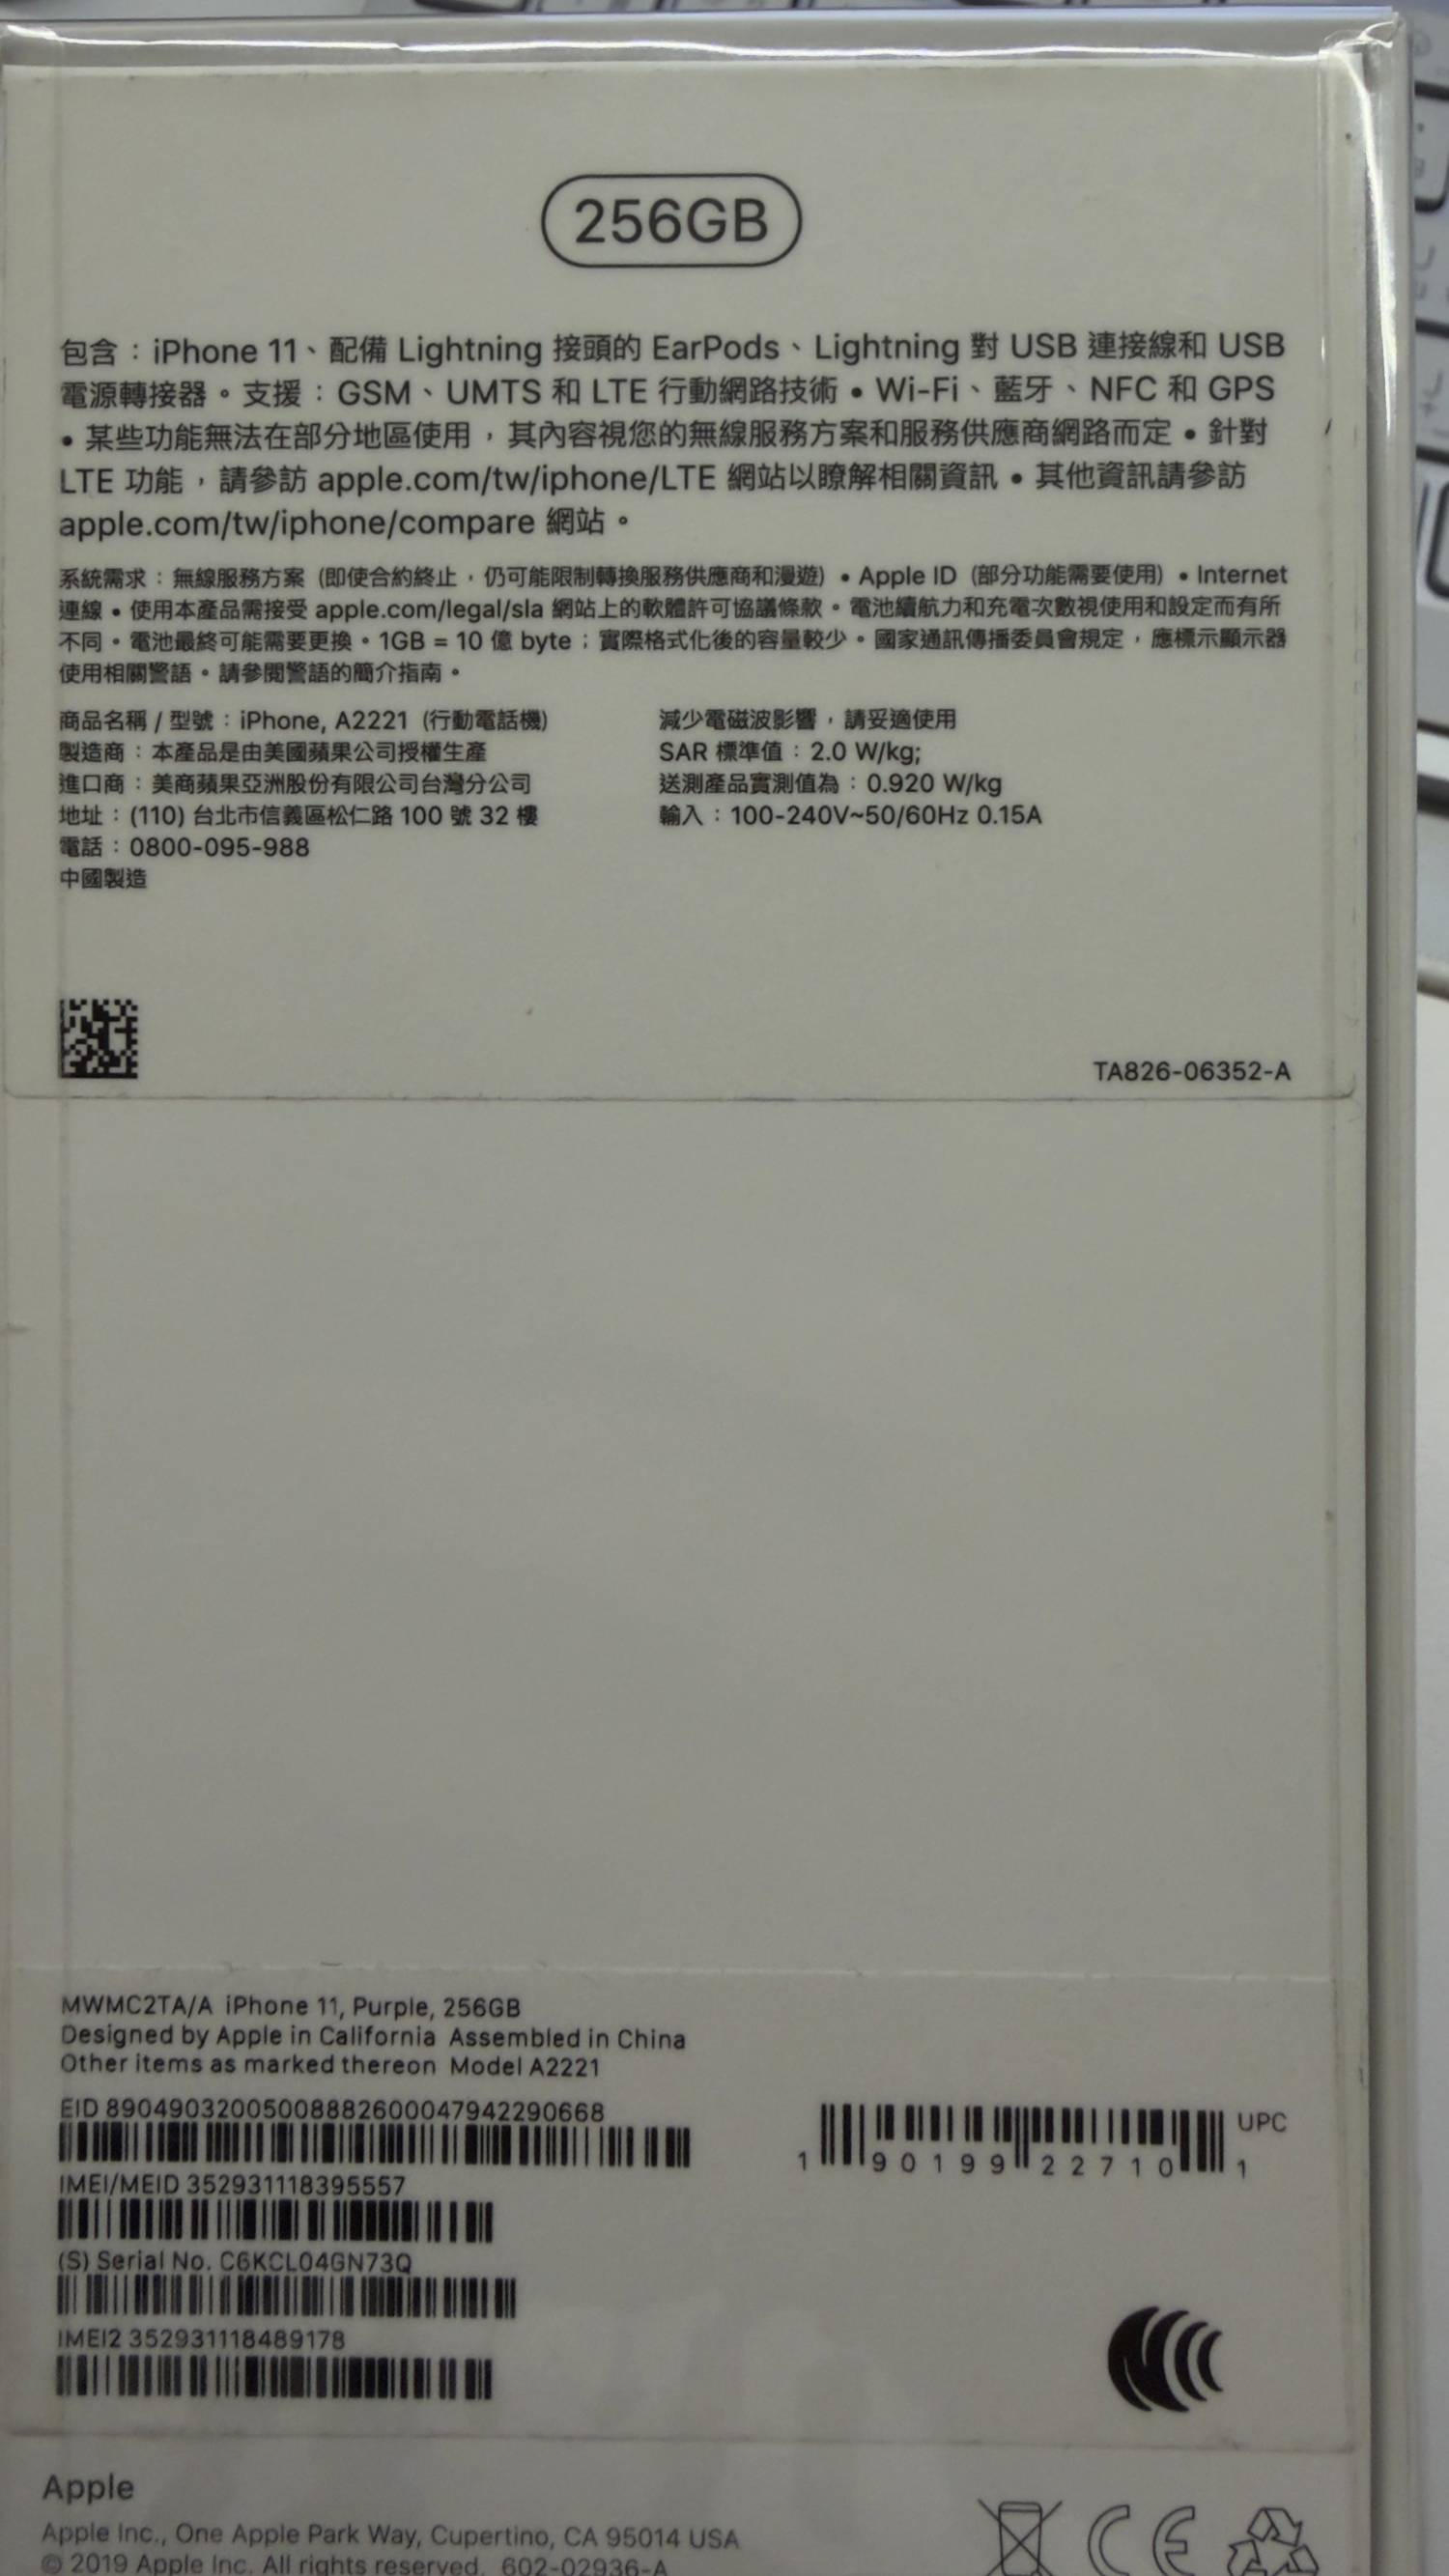 256GB
包含：iPhone 11、配備 Lightning 接頭的 EarPods、Lightning 對 USB 連接線和 USB
電源轉接器。支援：GSM、UMTS 和 LTE 行動網路技術 • Wi-Fi、藍牙、NFC 和 GPS
• 某些功能無法在部分地區使用，其內容視您的無線服務方案和服務供應商網路而定 • 針對
LTE 功能，請參訪 apple.com/tw/iphone/LTE 網站以瞭解相關資訊 • 其他資訊請參訪
apple.com/tw/iphone/compare 網站。
系統需求：無線服務方案 (即使合約終止，仍可能限制轉換服務供應商和漫遊) • Apple ID (部分功能需要使用) • Internet
連線 • 使用本產品需接受 apple.com/legal/sla 網站上的軟體許可協議條款。電池續航力和充電次數視使用和設定而有所
不同。電池最終可能需要更換。1GB = 10 億 byte；實際格式化後的容量較少。國家通訊傳播委員會規定，應標示顯示器
使用相關警語。請參閱警語的簡介指南。
商品名稱 / 型號：iPhone, A2221 (行動電話機)
製造商：本產品是由美國蘋果公司授權生產
進口商：美商蘋果亞洲股份有限公司台灣分公司
地址：(110) 台北市信義區松仁路 100 號 32 樓
電話：0800-095-988
中國製造
減少電磁波影響，請妥適使用
SAR 標準值：2.0 W/kg;
送測產品實測值為：0.920 W/kg
輸入：100-240V~50/60Hz 0.15A
TA826-06352-A
MWMC2TA/A iPhone 11, Purple, 256GB
Designed by Apple in California Assembled in China
Other items as marked thereon Model A2221
EID 89049032005008882600047942290668
IMEI/MEID 352931118395557
(S) Serial No. C6KCL04GN73Q
IMEI2 352931118489178
UPC
1 90199 22710 1
Apple
Apple Inc., One Apple Park Way, Cupertino, CA 95014 USA
© 2019 Apple Inc. All rights reserved. 602-02936-A
CE